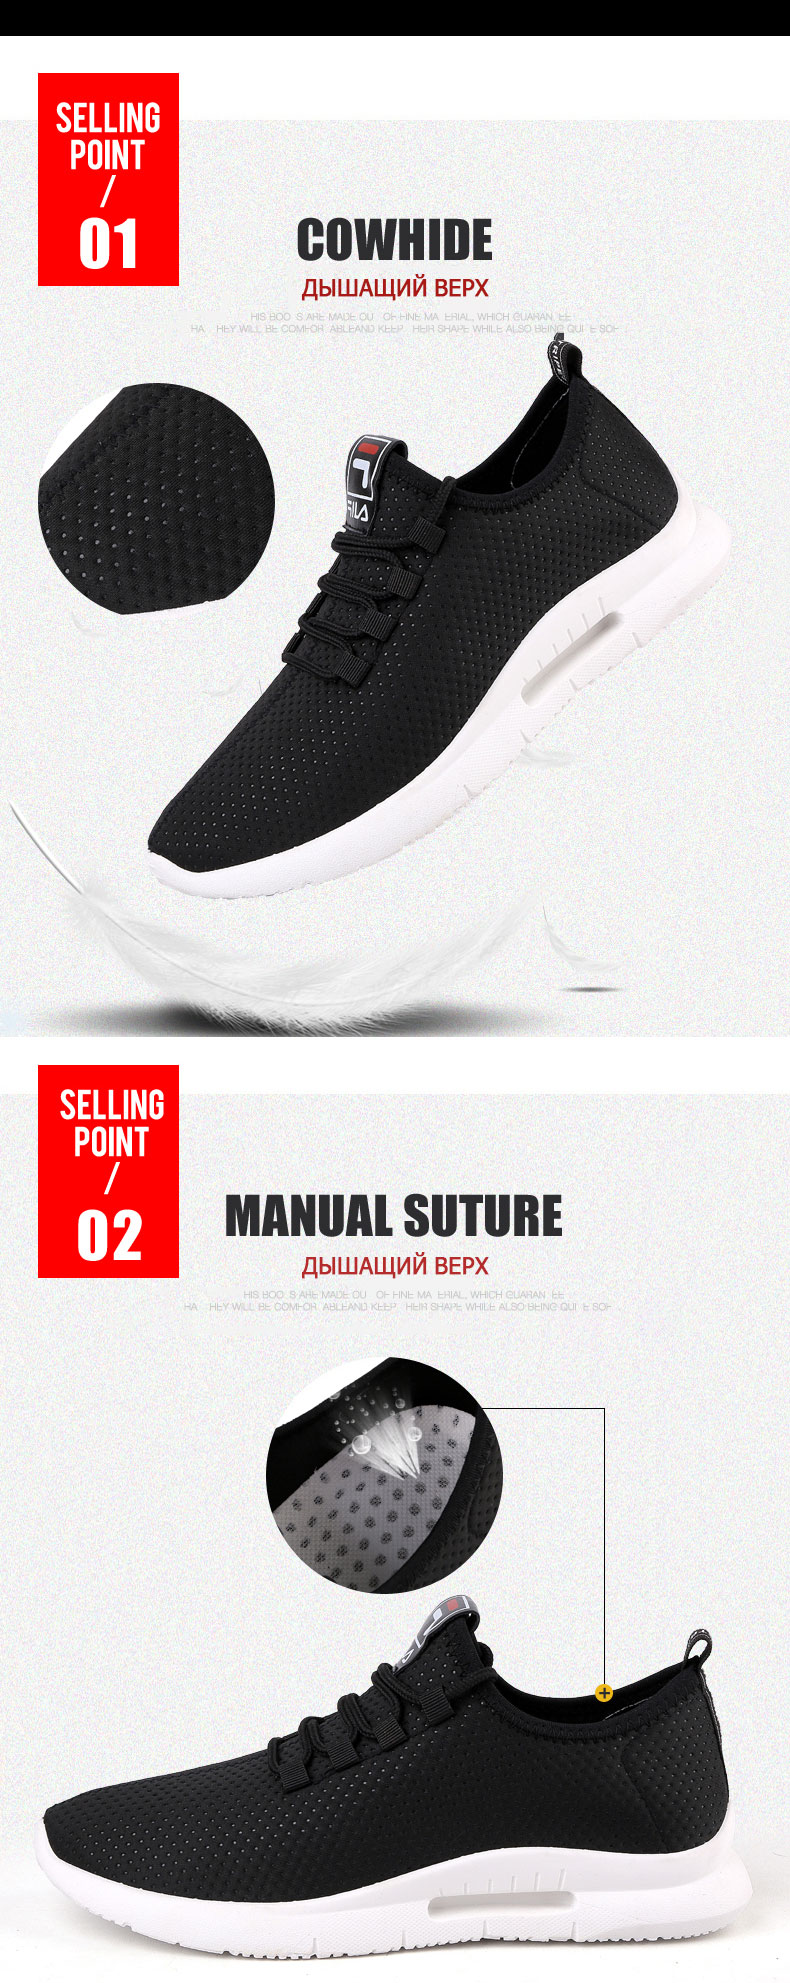 SELLING
POINT
/
01
COWHIDE
ДЫШАЩИЙ ВЕРХ
HIS BOO S ARE MADE OU OF FINE MA ERIAL, WHICH GUARAN EE
HA HEY WILL BE COMFOR ABLEAND KEEP HEIR SHAPE WHILE ALSO BEING QUI E SOF
SELLING
POINT
/
02
MANUAL SUTURE
ДЫШАЩИЙ ВЕРХ
HIS BOO S ARE MADE OU OF FINE MA ERIAL, WHICH GUARAN EE
HA HEY WILL BE COMFOR ABLEAND KEEP HEIR SHAPE WHILE ALSO BEING QUI E SOF
+